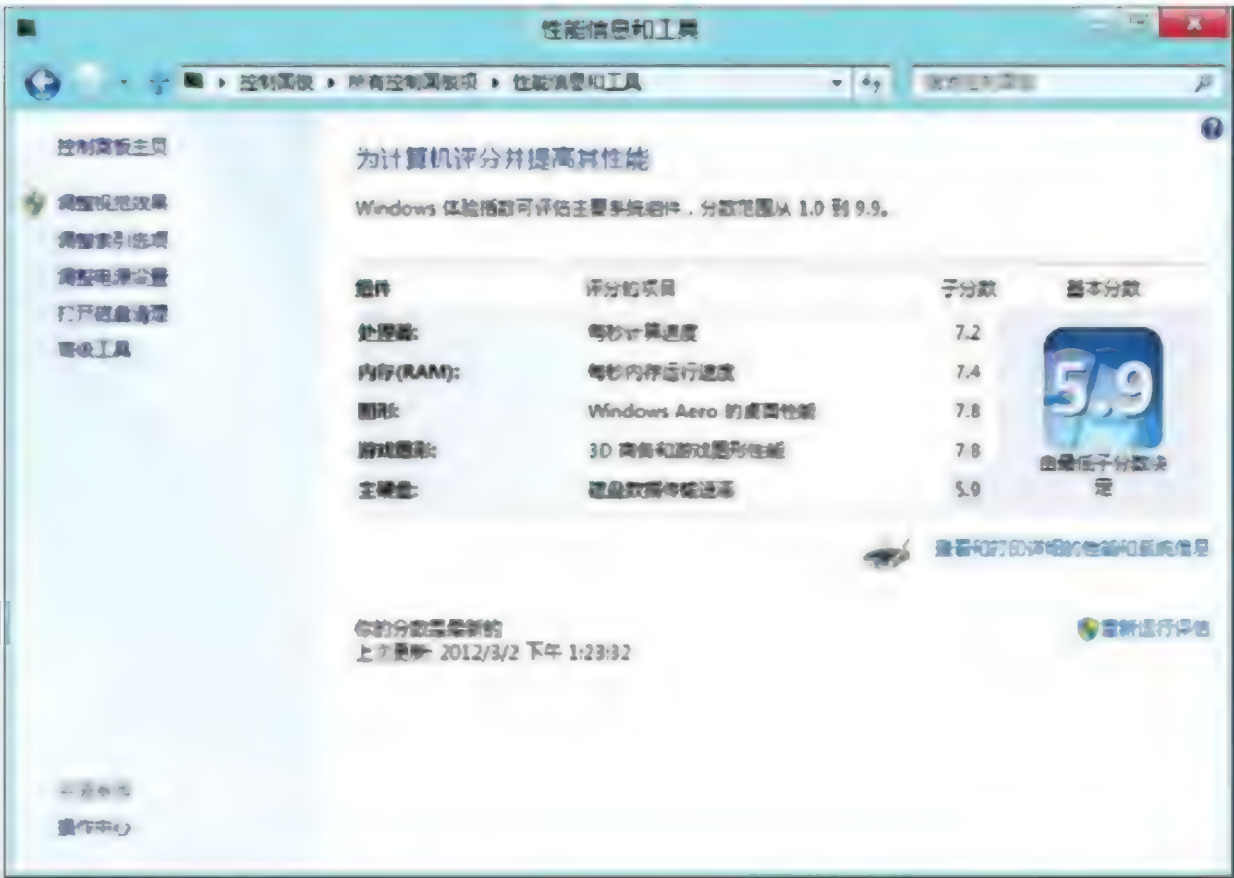 性能信息和工具
控制面板 ▸ 所有控制面板项 ▸ 性能信息和工具
控制面板主页
调整视觉效果
调整索引选项
调整电源设置
打开磁盘清理
高级工具
为计算机评分并提高其性能
Windows 体验指数可评估主要系统组件，分数范围从 1.0 到 9.9。
组件 评分的项目 子分数 基本分数
处理器: 每秒计算速度 7.2
内存(RAM): 每秒内存运行速度 7.4
图形: Windows Aero 的桌面性能 7.8
游戏图形: 3D 商务和游戏图形性能 7.8
主硬盘: 磁盘数据传输速率 5.9
5.9
由最低子分数决
定
查看和打印详细的性能和系统信息
你的分数是最新的
上次更新: 2012/3/2 下午 1:23:32
重新运行评估
操作中心